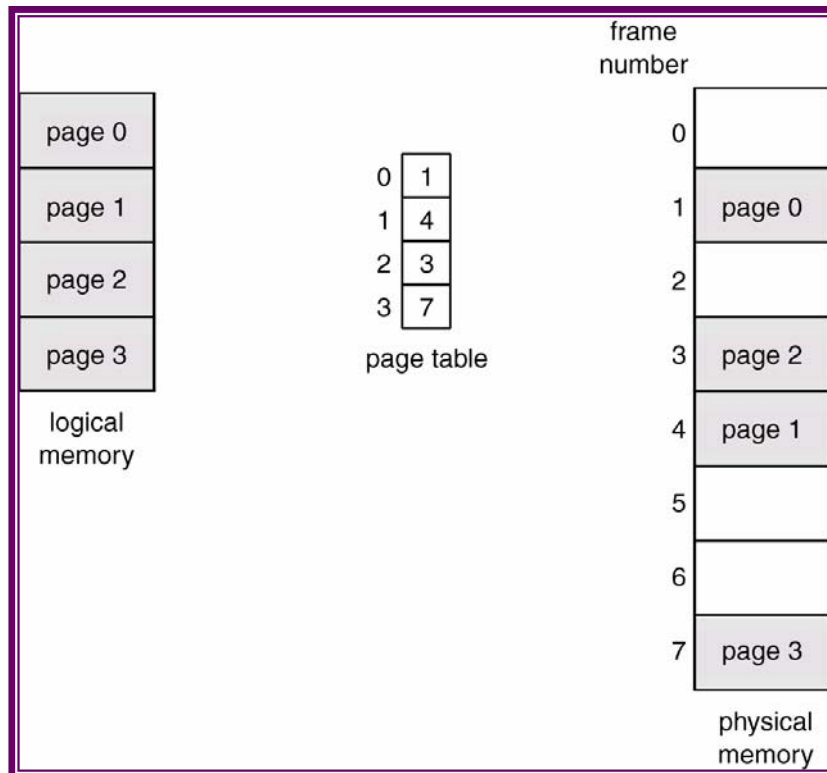 frame
number
page 0
page 1
page 2
page 3
logical
memory
0 1
1 4
2 3
3 7
page table
0
1 page 0
2
3 page 2
4 page 1
5
6
7 page 3
physical
memory